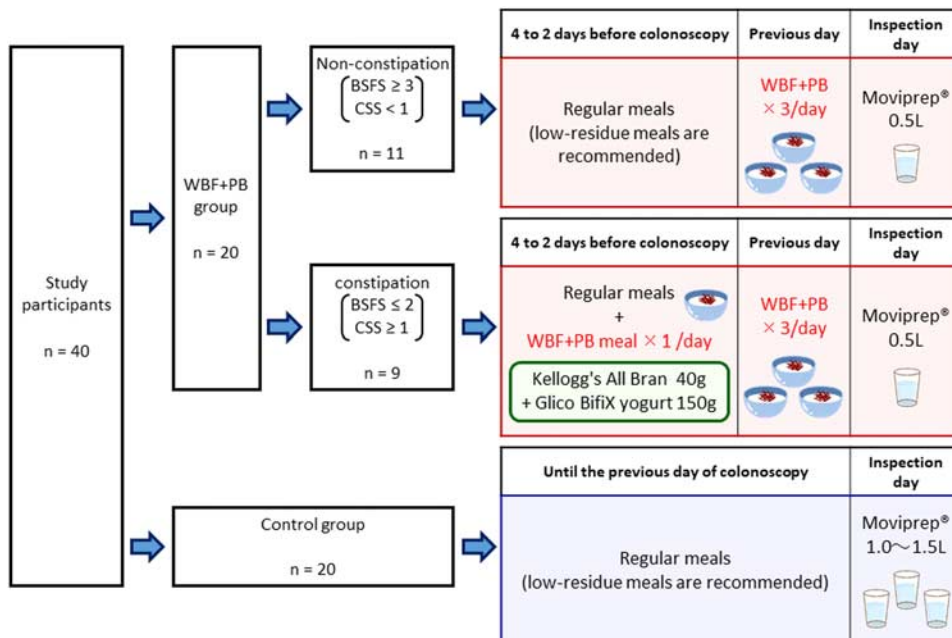 Study
participants
n = 40
WBF+PB
group
n = 20
Non-constipation
BSFS ≥ 3
CSS < 1
n = 11
4 to 2 days before colonoscopy
Previous day
Inspection
day
Regular meals
(low-residue meals are
recommended)
WBF+PB
× 3/day
Moviprep®
0.5L
constipation
BSFS ≤ 2
CSS ≥ 1
n = 9
4 to 2 days before colonoscopy
Previous day
Inspection
day
Regular meals
+
WBF+PB meal × 1 /day
Kellogg's All Bran 40g
+ Glico BifiX yogurt 150g
WBF+PB
× 3/day
Moviprep®
0.5L
Control group
n = 20
Until the previous day of colonoscopy
Inspection
day
Regular meals
(low-residue meals are recommended)
Moviprep®
1.0～1.5L